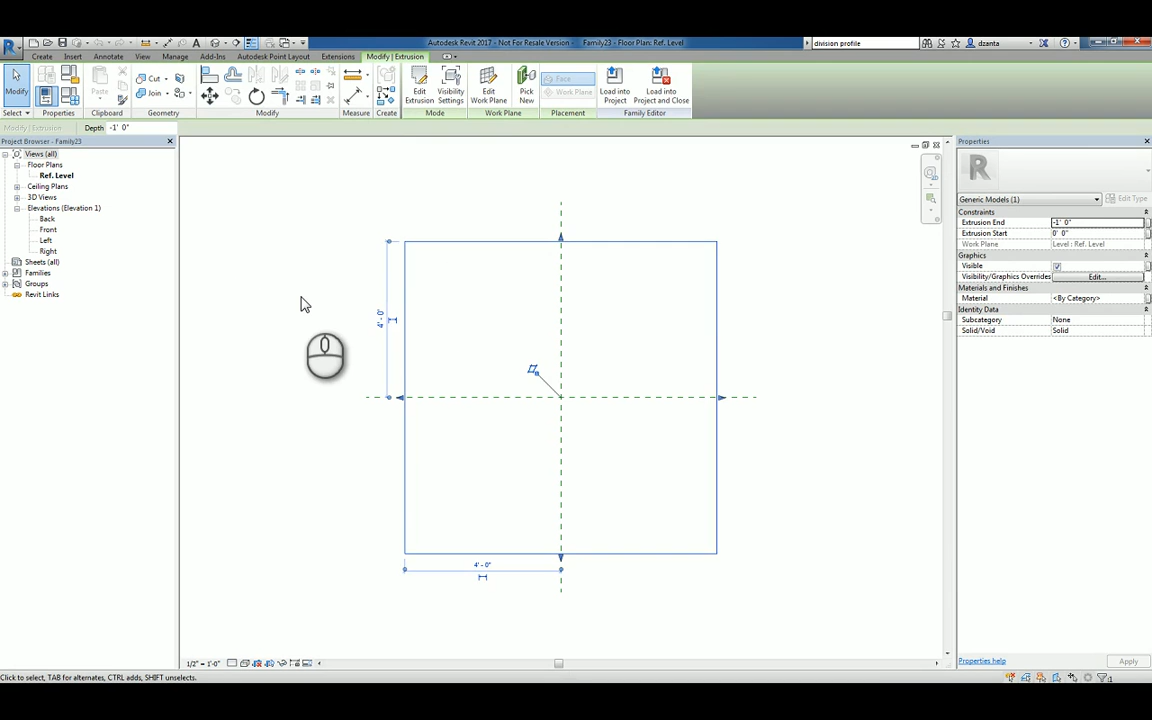 Autodesk Revit 2017 - Not For Resale Version - Family23 - Floor Plan: Ref. Level
division profile
dzanta
Create Insert Annotate View Manage Add-Ins Autodesk Point Layout Extensions Modify | Extrusion
Modify
Paste
Cut
Join
Edit Extrusion
Visibility Settings
Edit Work Plane
Pick New
Face
Work Plane
Load into Project
Load into Project and Close
Select Properties Clipboard Geometry Modify Measure Create Mode Work Plane Placement Family Editor
Modify | Extrusion Depth -1' 0"
Project Browser - Family23
Views (all)
Floor Plans
Ref. Level
Ceiling Plans
3D Views
Elevations (Elevation 1)
Back
Front
Left
Right
Sheets (all)
Families
Groups
Revit Links
4' - 0"
4' - 0"
Properties
R
Generic Models (1) Edit Type
Constraints
Extrusion End -1' 0"
Extrusion Start 0' 0"
Work Plane Level : Ref. Level
Graphics
Visible
Visibility/Graphics Overrides Edit...
Materials and Finishes
Material <By Category>
Identity Data
Subcategory None
Solid/Void Solid
Properties help Apply
1/2" = 1'-0"
Click to select, TAB for alternates, CTRL adds, SHIFT unselects.
:1